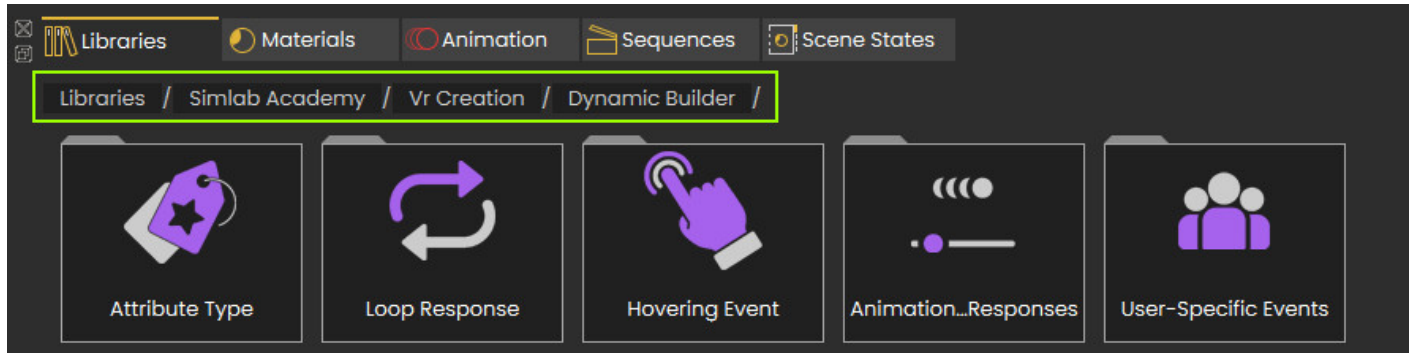 Libraries Materials Animation Sequences Scene States
Libraries / Simlab Academy / Vr Creation / Dynamic Builder /
Attribute Type Loop Response Hovering Event Animation...Responses User-Specific Events